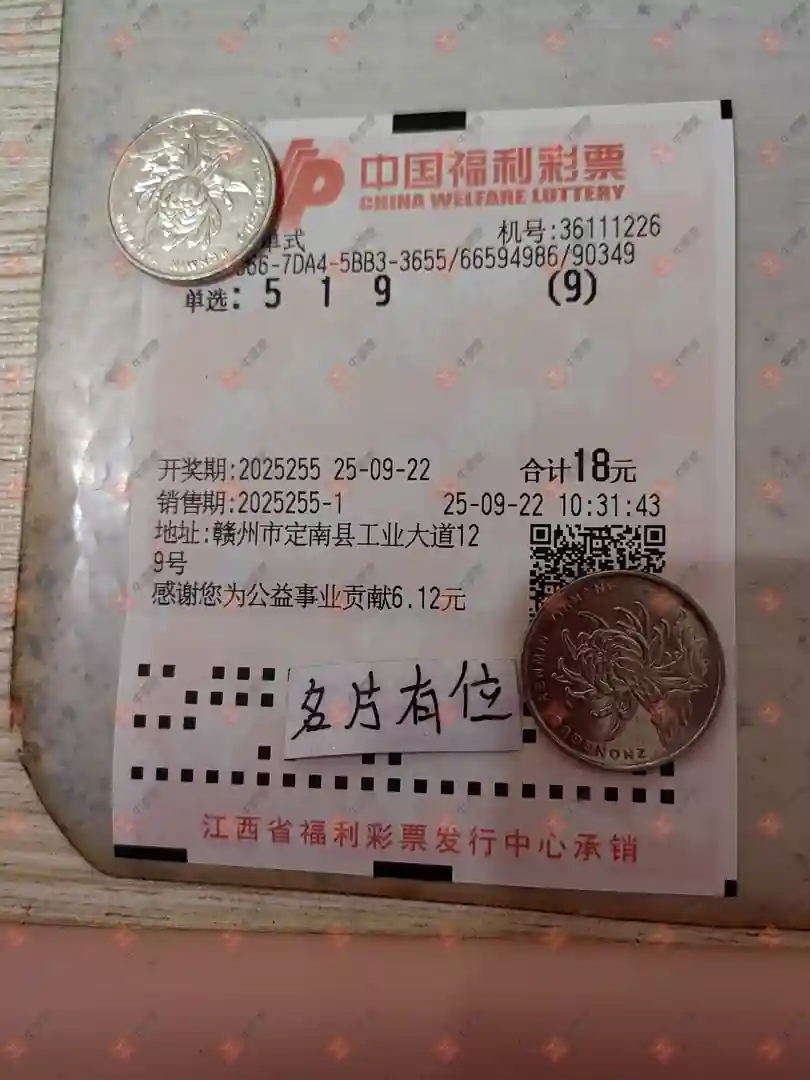 中国福利彩票
CHINA WELFARE LOTTERY
单式 机号:36111226
366-7DA4-5BB3-3655/66594986/90349
单选: 5 1 9 (9)
开奖期:2025255 25-09-22 合计18元
销售期:2025255-1 25-09-22 10:31:43
地址:赣州市定南县工业大道12
9号
感谢您为公益事业贡献6.12元
名片有位
ZHONGGUO
江西省福利彩票发行中心承销